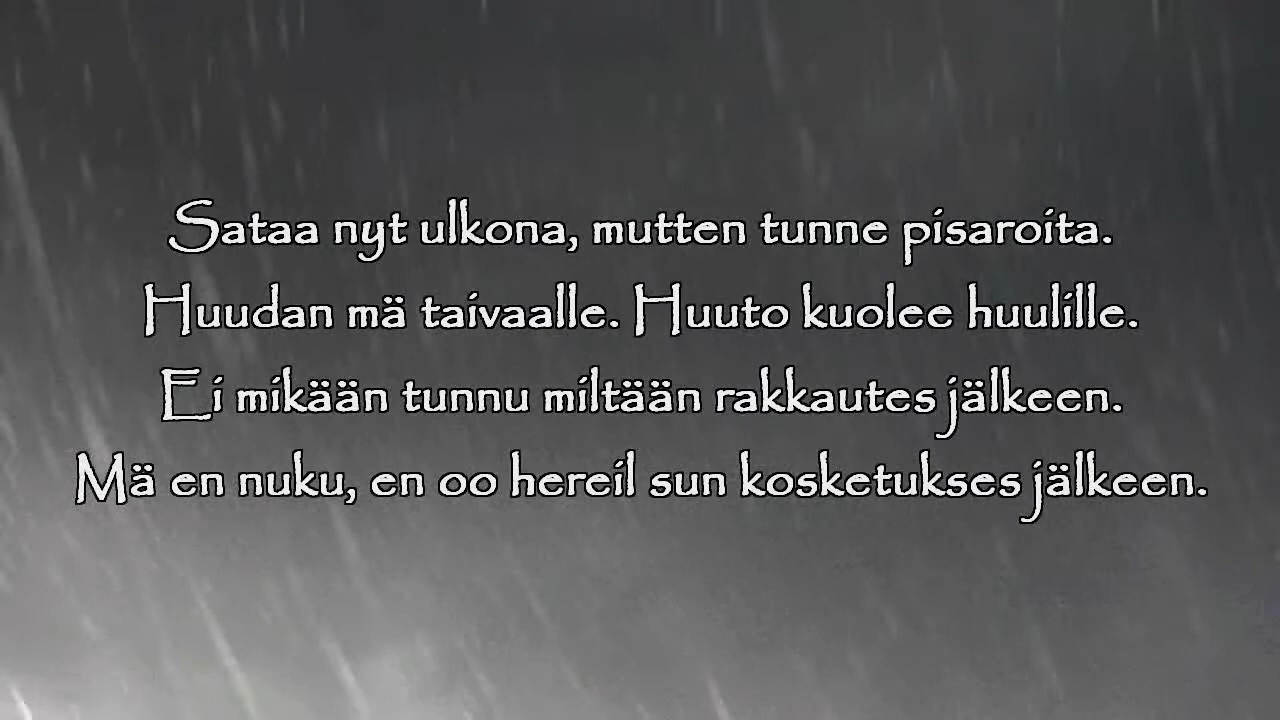 Sataa nyt ulkona, mutten tunne pisaroita.
Huudan mä taivaalle. Huuto kuolee huulille.
Ei mikään tunnu miltään rakkautes jälkeen.
Mä en nuku, en oo hereil sun kosketukses jälkeen.